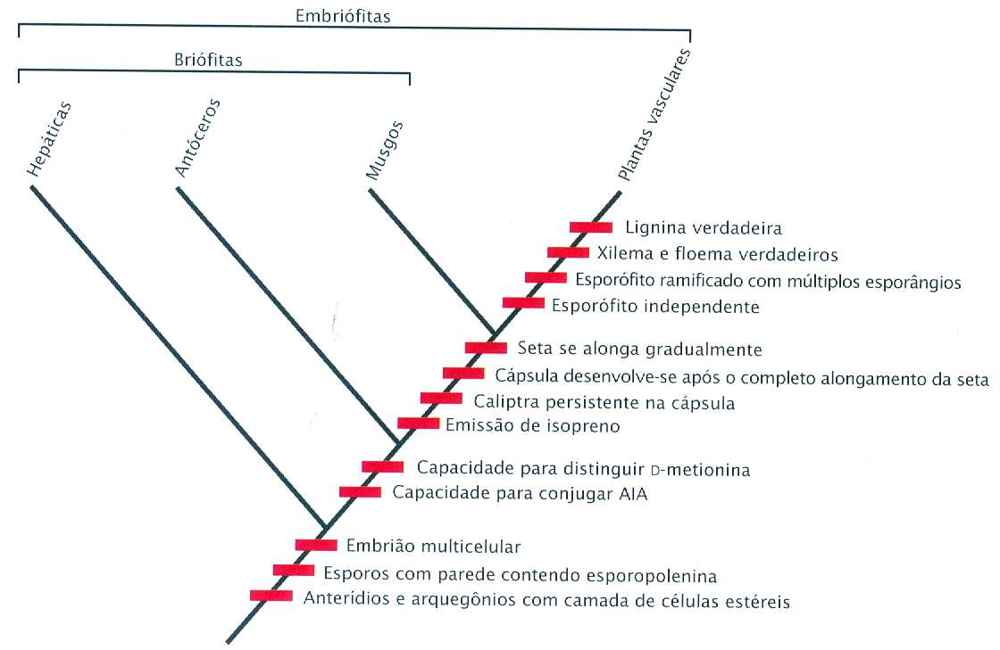 Embriófitas
Briófitas
Hepáticas
Antóceros
Musgos
Plantas vasculares
Lignina verdadeira
Xilema e floema verdadeiros
Esporófito ramificado com múltiplos esporângios
Esporófito independente
Seta se alonga gradualmente
Cápsula desenvolve-se após o completo alongamento da seta
Caliptra persistente na cápsula
Emissão de isopreno
Capacidade para distinguir D-metionina
Capacidade para conjugar AIA
Embrião multicelular
Esporos com parede contendo esporopolenina
Anterídios e arquegônios com camada de células estéreis